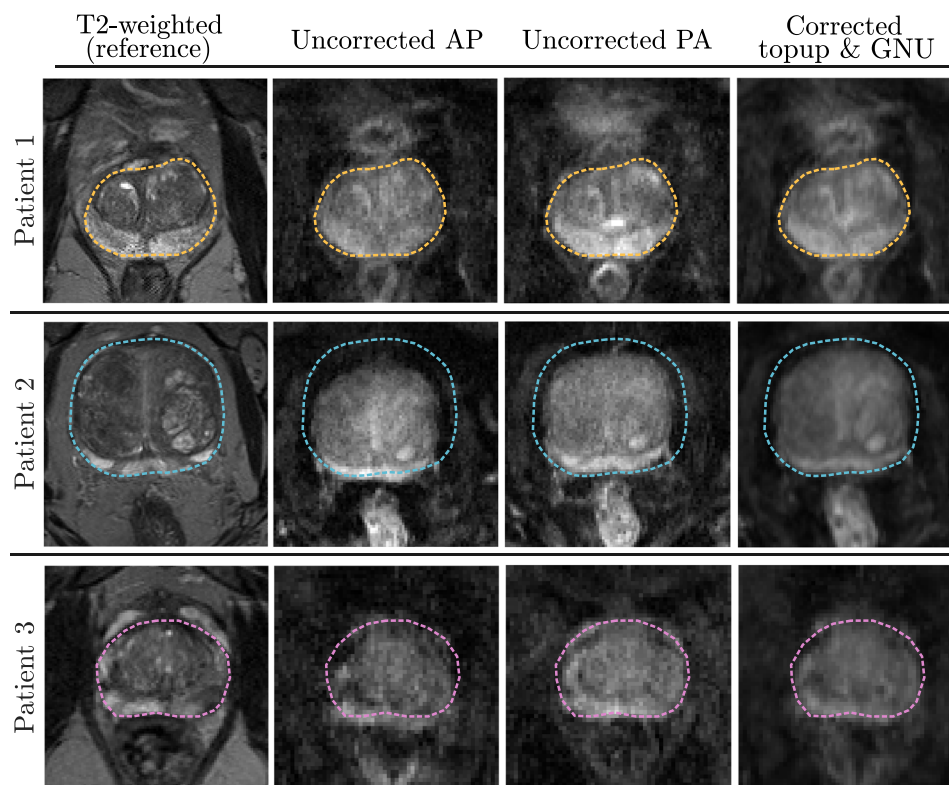 T2-weighted
(reference)
Uncorrected AP
Uncorrected PA
Corrected
topup & GNU
Patient 1
Patient 2
Patient 3